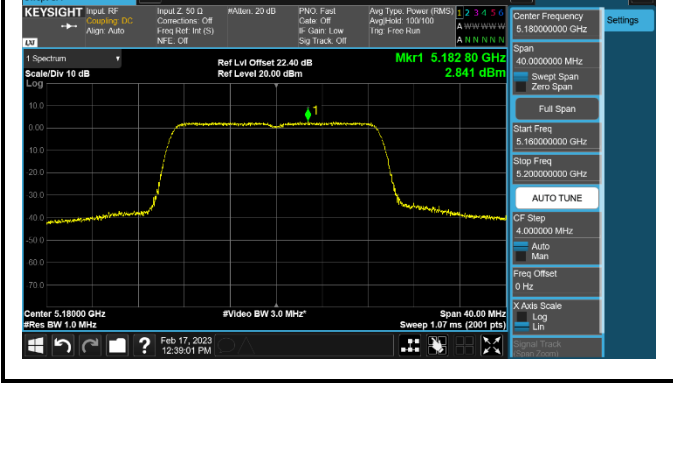 KEYSIGHT Input: RF Input Z: 50 Ω #Atten: 20 dB PNO: Fast Avg Type: Power (RMS) 1 2 3 4 5 6
Coupling: DC Corrections: Off Gate: Off Avg|Hold: 100/100 A W W W W W
Align: Auto Freq Ref: Int (S) IF Gain: Low Trig: Free Run A N N N N N
LXI NFE: Off Sig Track: Off
1 Spectrum
Scale/Div 10 dB
Ref Lvl Offset 22.40 dB
Ref Level 20.00 dBm
Mkr1 5.182 80 GHz
2.841 dBm
Log
10.0
0.00
-10.0
-20.0
-30.0
-40.0
-50.0
-60.0
-70.0
1
Center 5.18000 GHz #Video BW 3.0 MHz* Span 40.00 MHz
#Res BW 1.0 MHz Sweep 1.07 ms (2001 pts)
?
Feb 17, 2023
12:39:01 PM
Center Frequency
5.180000000 GHz
Span
40.0000000 MHz
Swept Span
Zero Span
Full Span
Start Freq
5.160000000 GHz
Stop Freq
5.200000000 GHz
AUTO TUNE
CF Step
4.000000 MHz
Auto
Man
Freq Offset
0 Hz
X Axis Scale
Log
Lin
Signal Track
(Span Zoom)
Settings